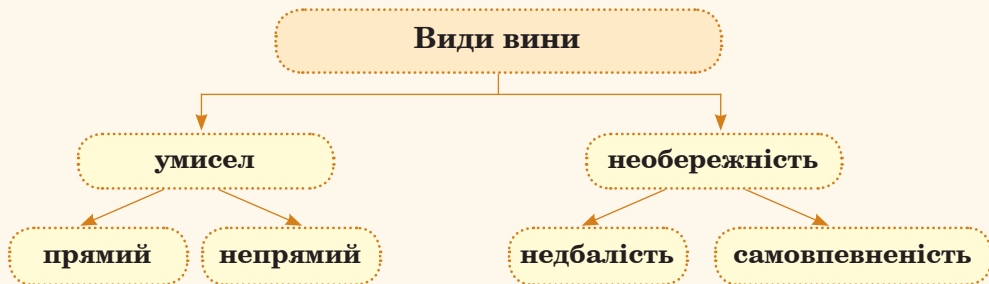 Види вини
умисел
необережність
прямий
непрямий
недбалість
самовпевненість